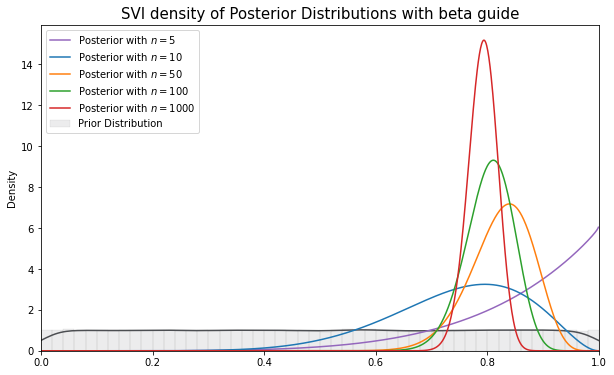 SVI density of Posterior Distributions with beta guide
Posterior with n = 5
Posterior with n = 10
Posterior with n = 50
Posterior with n = 100
Posterior with n = 1000
Prior Distribution
Density
14
12
10
8
6
4
2
0
0.0 0.2 0.4 0.6 0.8 1.0